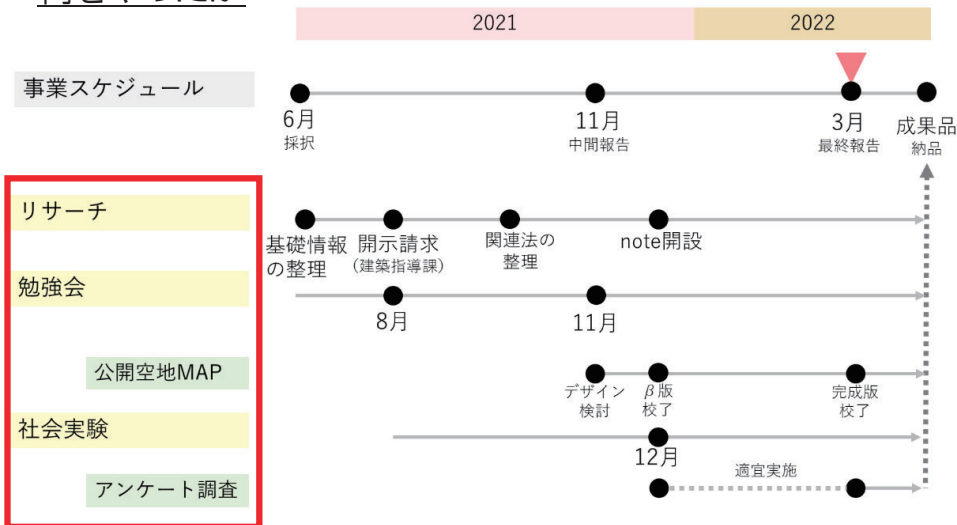 2021
2022
事業スケジュール
6月
採択
11月
中間報告
3月
最終報告
成果品
納品
リサーチ
基礎情報
の整理
開示請求
(建築指導課)
関連法の
整理
note開設
勉強会
8月
11月
公開空地MAP
デザイン
検討
β版
校了
完成版
校了
社会実験
12月
アンケート調査
適宜実施